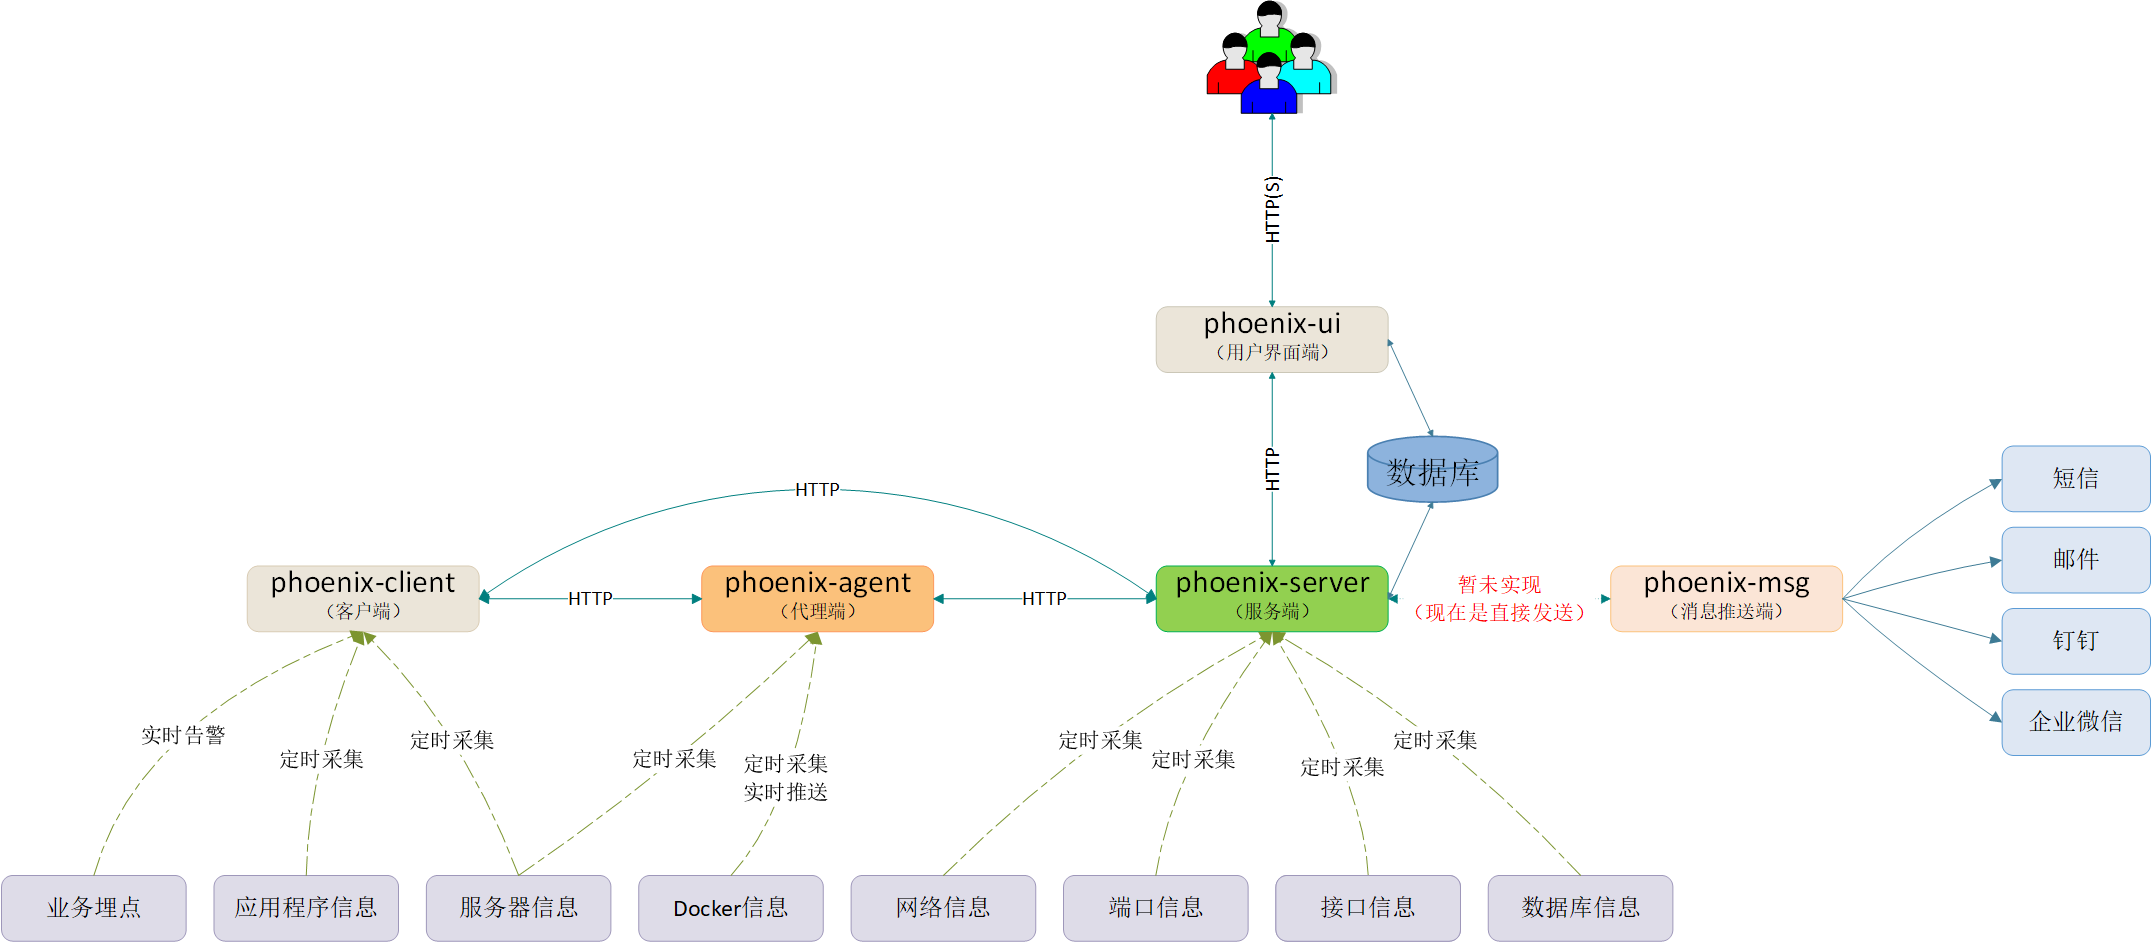 HTTP(S)
phoenix-ui
（用户界面端）
HTTP
数据库
HTTP
phoenix-client
（客户端）
HTTP
phoenix-agent
（代理端）
HTTP
phoenix-server
（服务端）
暂未实现
（现在是直接发送）
phoenix-msg
（消息推送端）
短信
邮件
钉钉
企业微信
实时告警
定时采集
定时采集
定时采集
定时采集
实时推送
定时采集
定时采集
定时采集
定时采集
业务埋点
应用程序信息
服务器信息
Docker信息
网络信息
端口信息
接口信息
数据库信息